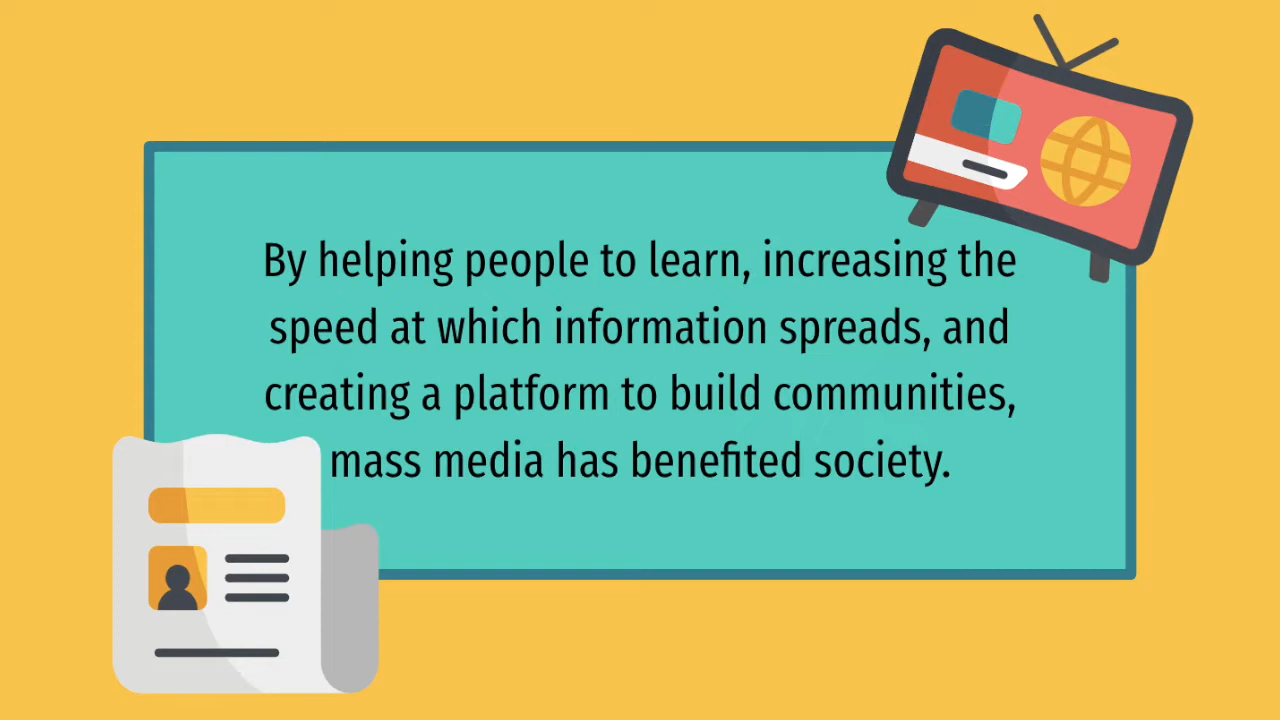 By helping people to learn, increasing the
speed at which information spreads, and
creating a platform to build communities,
mass media has benefited society.